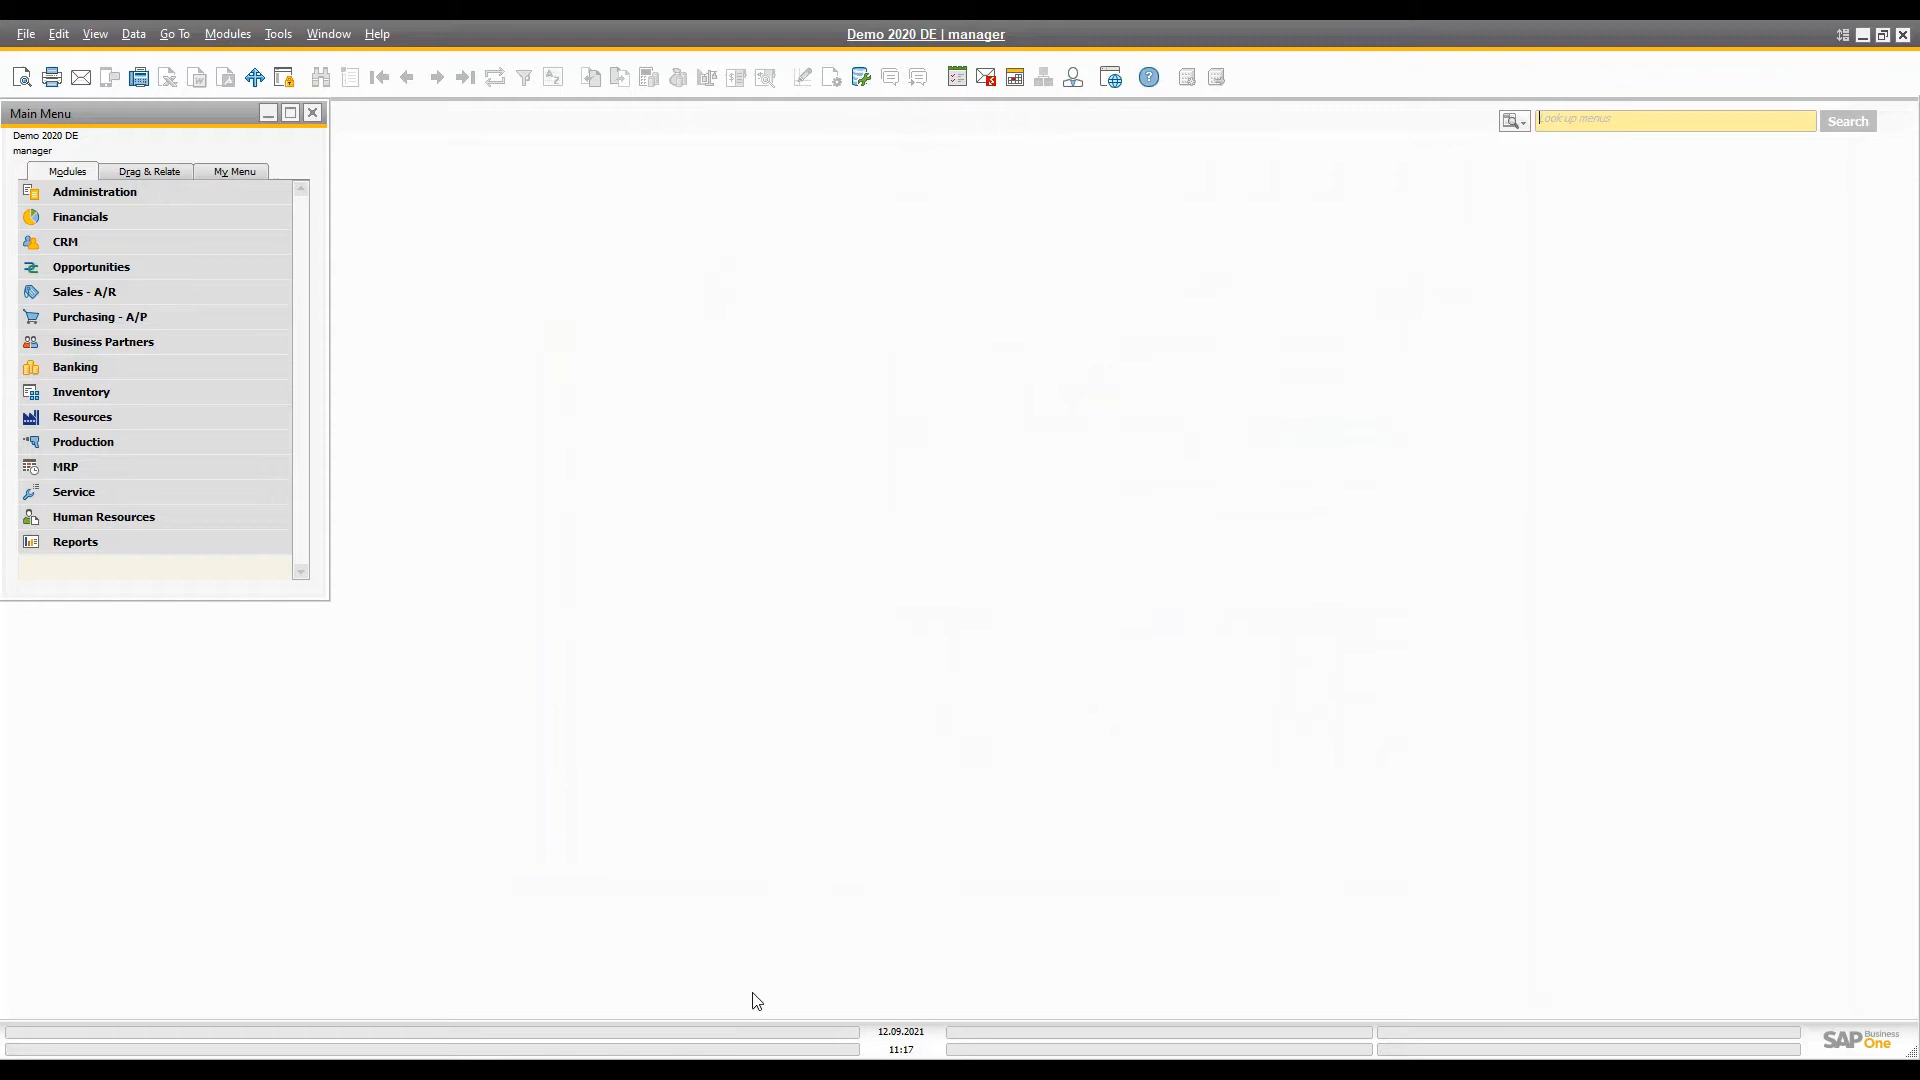 File Edit View Data Go To Modules Tools Window Help
Demo 2020 DE | manager
Main Menu
Demo 2020 DE
manager
Modules Drag & Relate My Menu
Look up menus Search
Administration
Financials
CRM
Opportunities
Sales - A/R
Purchasing - A/P
Business Partners
Banking
Inventory
Resources
Production
MRP
Service
Human Resources
Reports
12.09.2021
11:17
SAP Business One